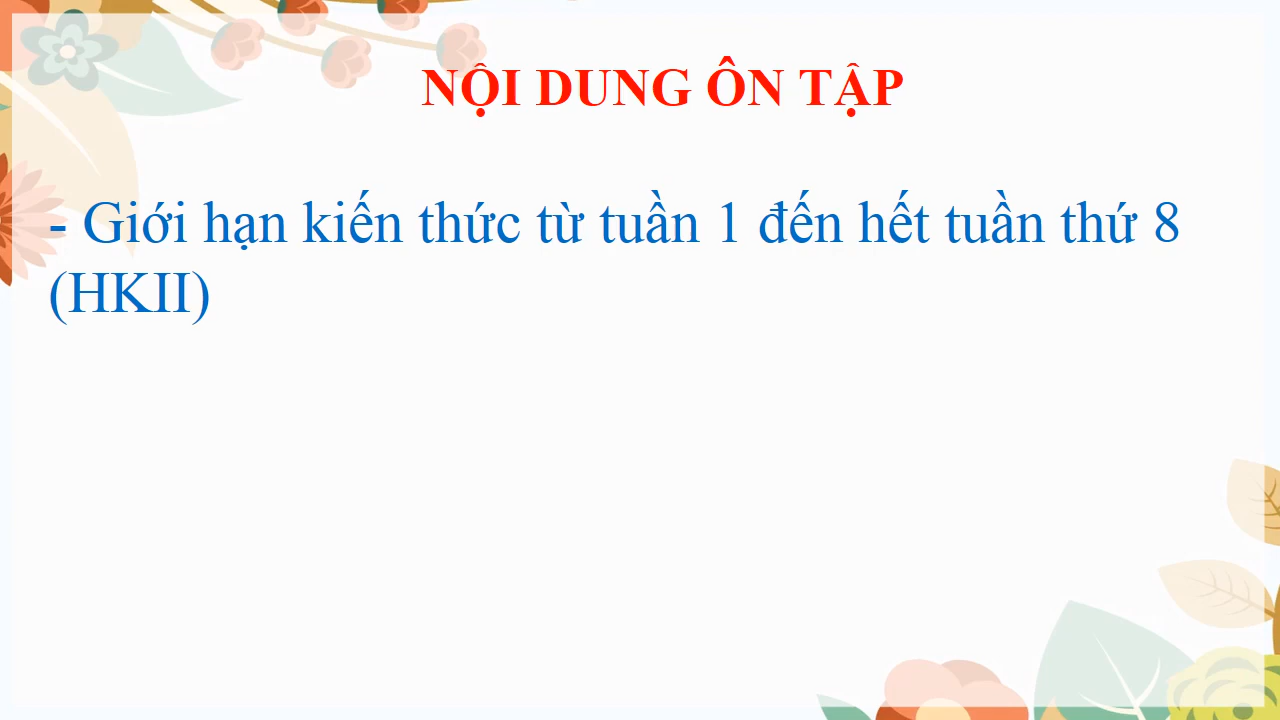 NỘI DUNG ÔN TẬP
- Giới hạn kiến thức từ tuần 1 đến hết tuần thứ 8
(HKII)